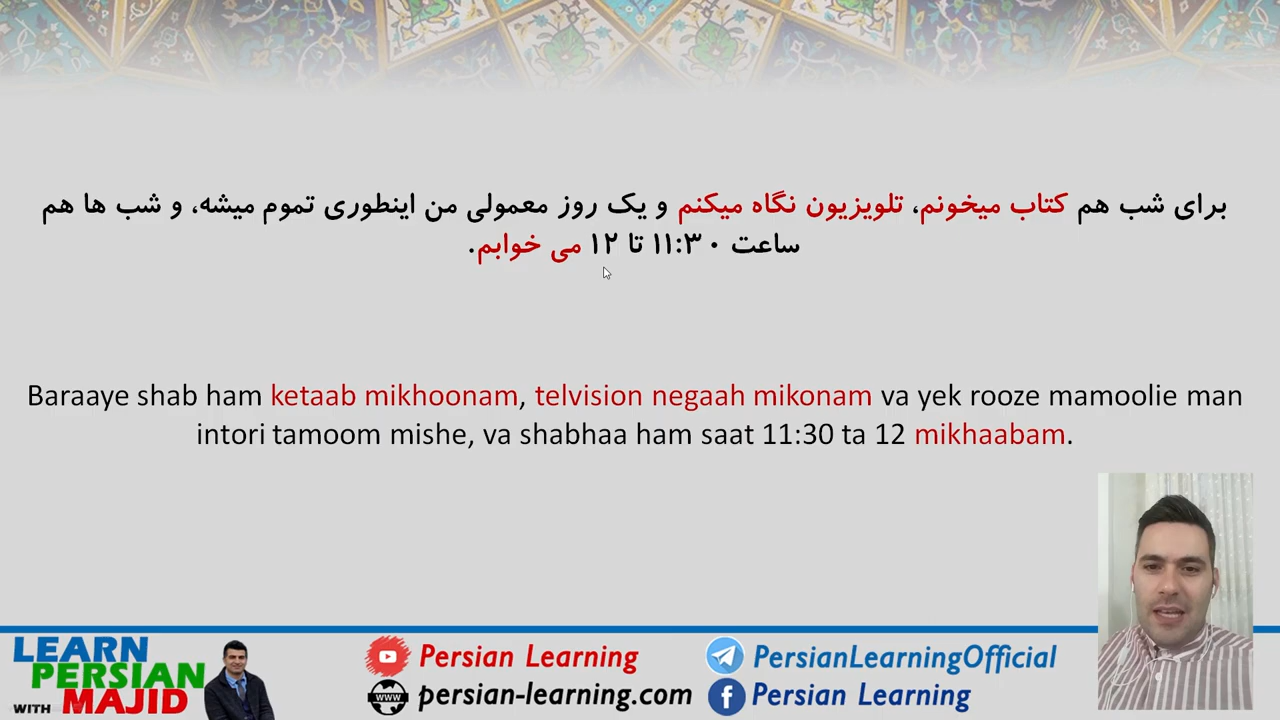 برای شب هم کتاب میخونم، تلویزیون نگاه میکنم و یک روز معمولی من اینطوری تموم میشه، و شب ها هم
ساعت ۱۱:۳۰ تا ۱۲ می خوابم.
Baraaye shab ham ketaab mikhoonam, telvision negaah mikonam va yek rooze mamoolie man
intori tamoom mishe, va shabhaa ham saat 11:30 ta 12 mikhaabam.
LEARN
PERSIAN
WITH MAJID
Persian Learning
PersianLearningOfficial
WWW
persian-learning.com
Persian Learning